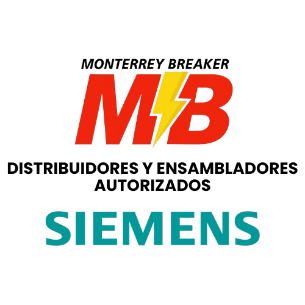 MONTERREY BREAKER
MB
DISTRIBUIDORES Y ENSAMBLADORES
AUTORIZADOS
SIEMENS